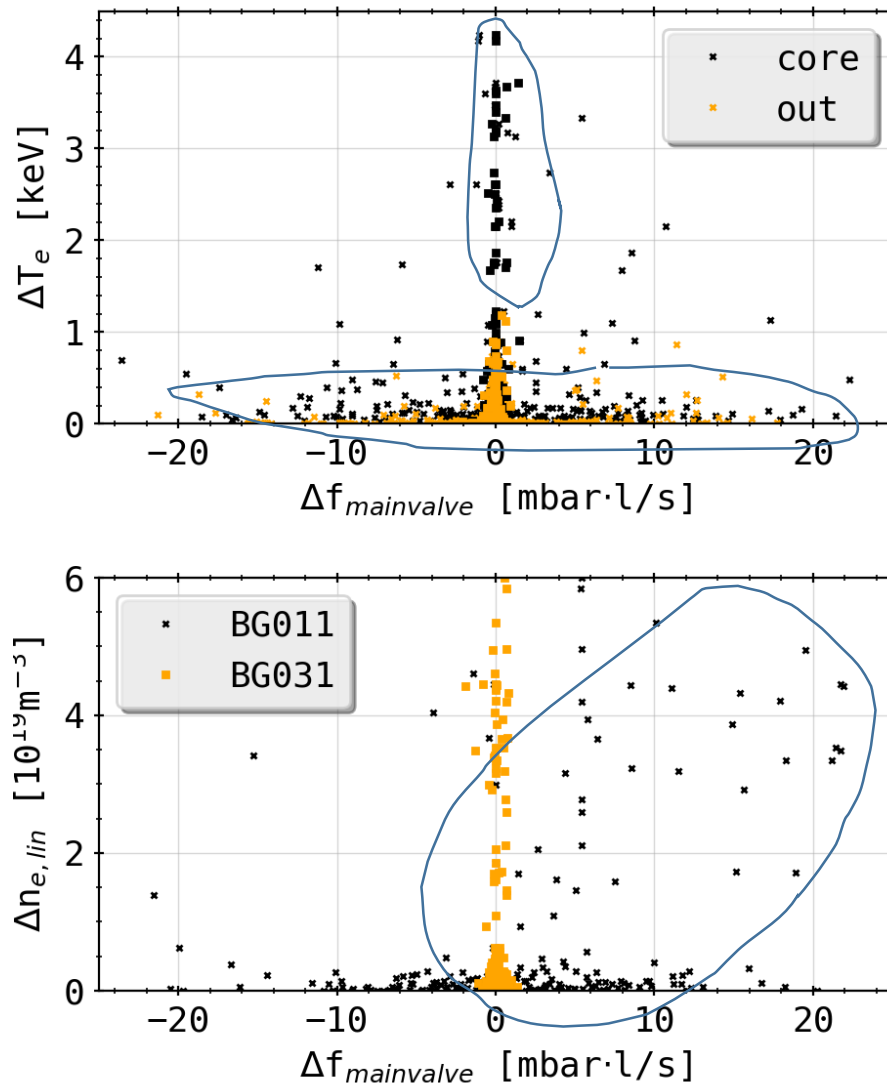 4
3
2
1
0
ΔTₑ [keV]
core
out
−20 −10 0 10 20
Δf_mainvalve [mbar·l/s]
6
4
2
0
Δn_e,lin [10¹⁹m⁻³]
BG011
BG031
−20 −10 0 10 20
Δf_mainvalve [mbar·l/s]